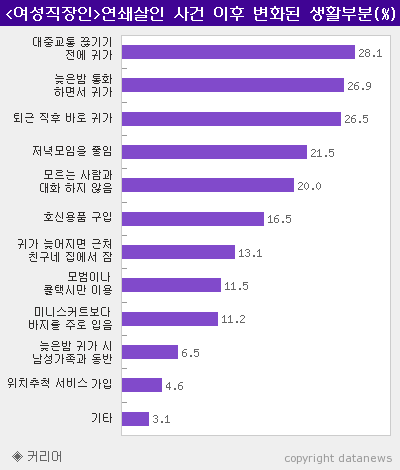 <여성직장인>연쇄살인 사건 이후 변화된 생활부분(%)
대중교통 끊기기
전에 귀가
28.1
늦은밤 통화
하면서 귀가
26.9
퇴근 직후 바로 귀가
26.5
저녁모임을 줄임
21.5
모르는 사람과
대화 하지 않음
20.0
호신용품 구입
16.5
귀가 늦어지면 근처
친구네 집에서 잠
13.1
모범이나
콜택시만 이용
11.5
미니스커트보다
바지를 주로 입음
11.2
늦은밤 귀가 시
남성가족과 동반
6.5
위치추적 서비스 가입
4.6
기타
3.1
◈ 커리어
copyright datanews